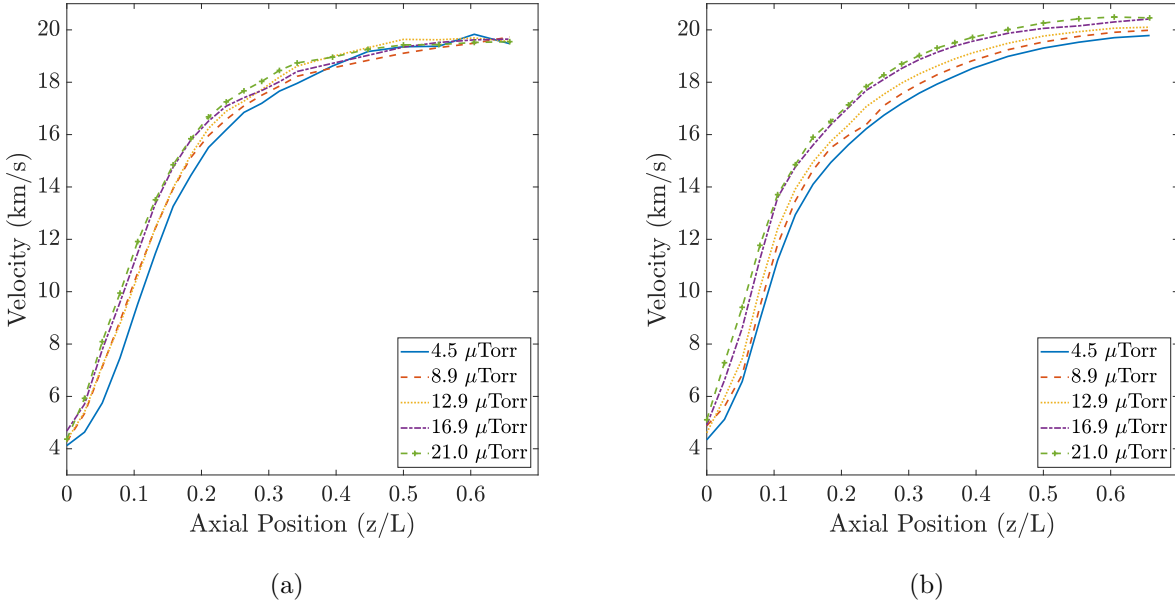 20
18
16
14
12
10
8
6
4
Velocity (km/s)
0 0.1 0.2 0.3 0.4 0.5 0.6
Axial Position (z/L)
4.5 μTorr
8.9 μTorr
12.9 μTorr
16.9 μTorr
21.0 μTorr
(a)
20
18
16
14
12
10
8
6
4
Velocity (km/s)
0 0.1 0.2 0.3 0.4 0.5 0.6
Axial Position (z/L)
4.5 μTorr
8.9 μTorr
12.9 μTorr
16.9 μTorr
21.0 μTorr
(b)